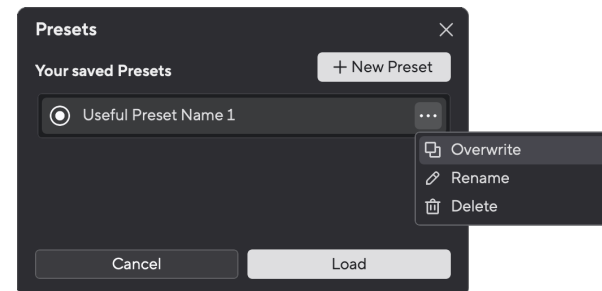 Presets
Your saved Presets
+ New Preset
Useful Preset Name 1
Overwrite
Rename
Delete
Cancel
Load